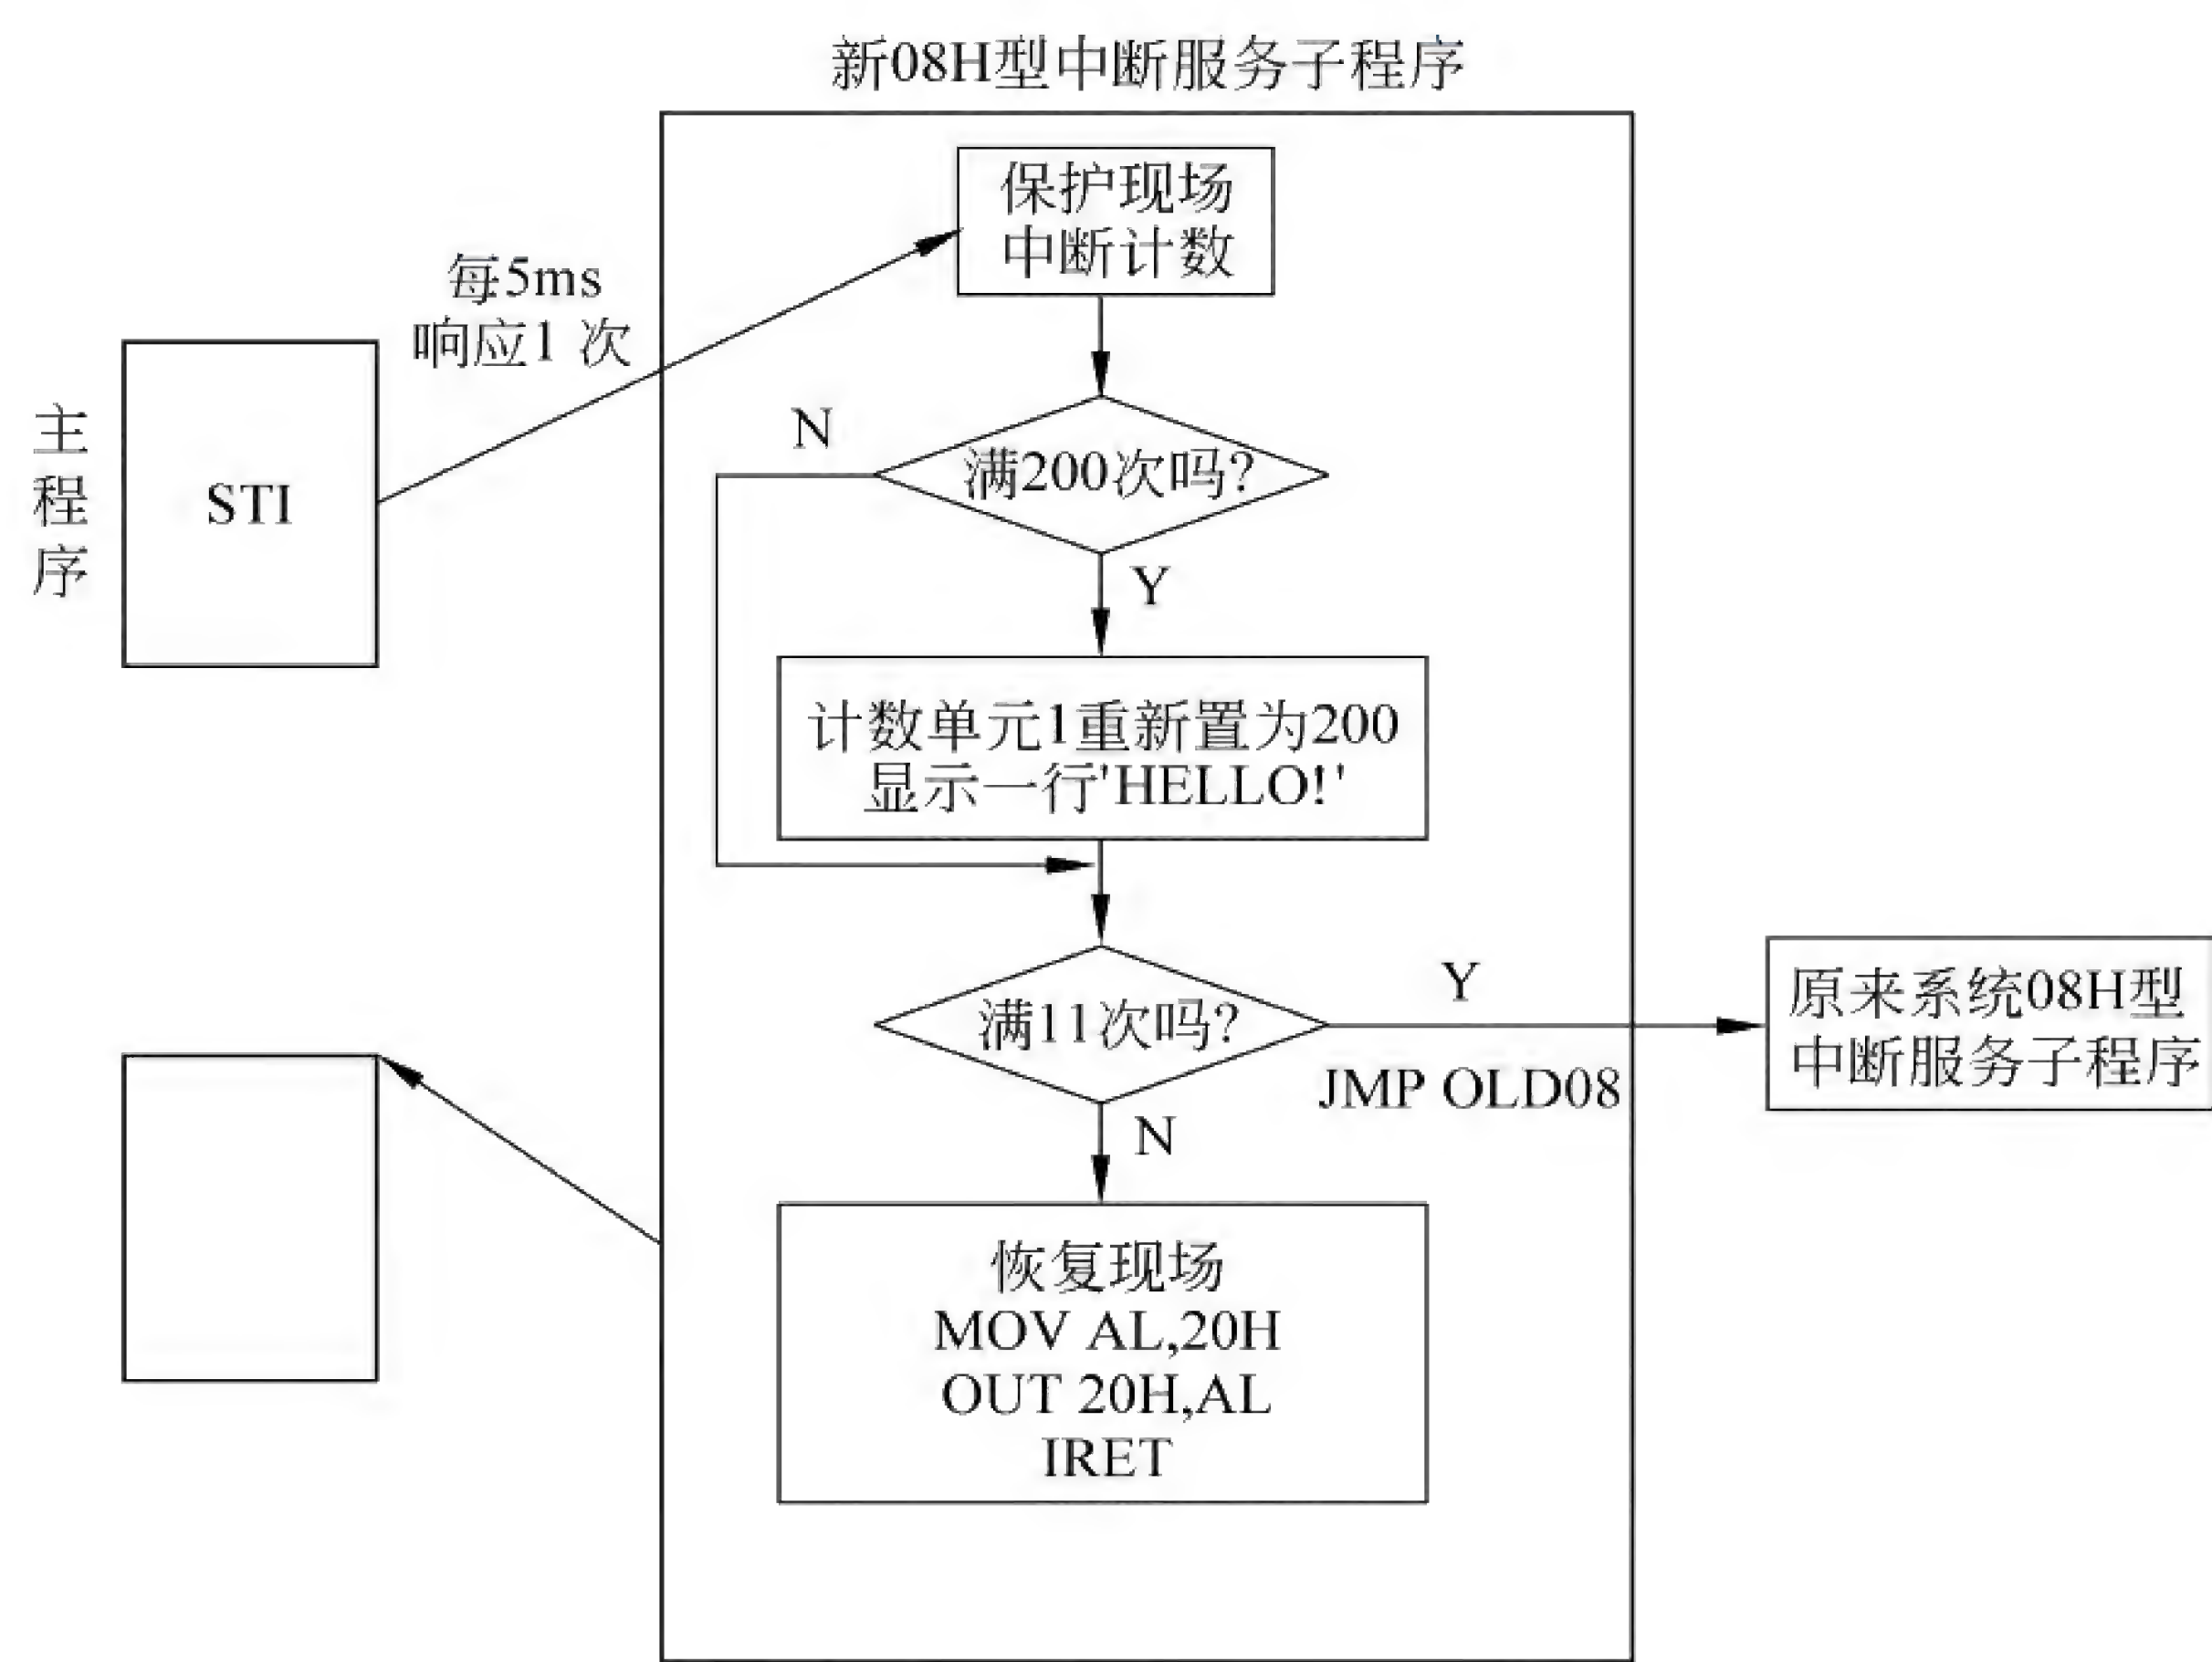 新08H型中断服务子程序
保护现场
中断计数
每5ms
响应1 次
主程序
STI
N
满200次吗?
Y
计数单元1重新置为200
显示一行'HELLO!'
满11次吗?
Y
JMP OLD08
原来系统08H型
中断服务子程序
N
恢复现场
MOV AL,20H
OUT 20H,AL
IRET